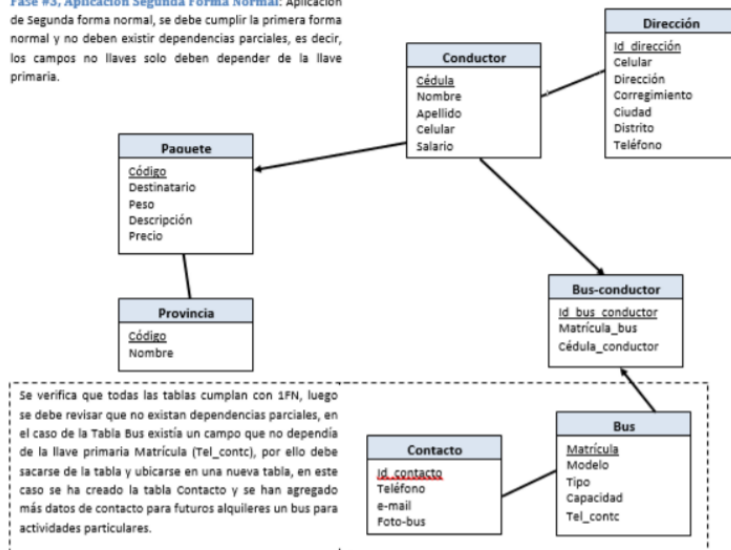 Fase #3, Aplicación Segunda Forma Normal: Aplicación
de Segunda forma normal, se debe cumplir la primera forma
normal y no deben existir dependencias parciales, es decir,
los campos no llaves solo deben depender de la llave
primaria.
Conductor
Cédula
Nombre
Apellido
Celular
Salario
Dirección
Id_dirección
Celular
Dirección
Corregimiento
Ciudad
Distrito
Teléfono
Paquete
Código
Destinatario
Peso
Descripción
Precio
Provincia
Código
Nombre
Bus-conductor
Id_bus_conductor
Matrícula_bus
Cédula_conductor
Se verifica que todas las tablas cumplan con 1FN, luego
se debe revisar que no existan dependencias parciales, en
el caso de la Tabla Bus existía un campo que no dependía
de la llave primaria Matrícula (Tel_contc), por ello debe
sacarse de la tabla y ubicarse en una nueva tabla, en este
caso se ha creado la tabla Contacto y se han agregado
más datos de contacto para futuros alquileres un bus para
actividades particulares.
Contacto
Id_contacto
Teléfono
e-mail
Foto-bus
Bus
Matrícula
Modelo
Tipo
Capacidad
Tel_contc